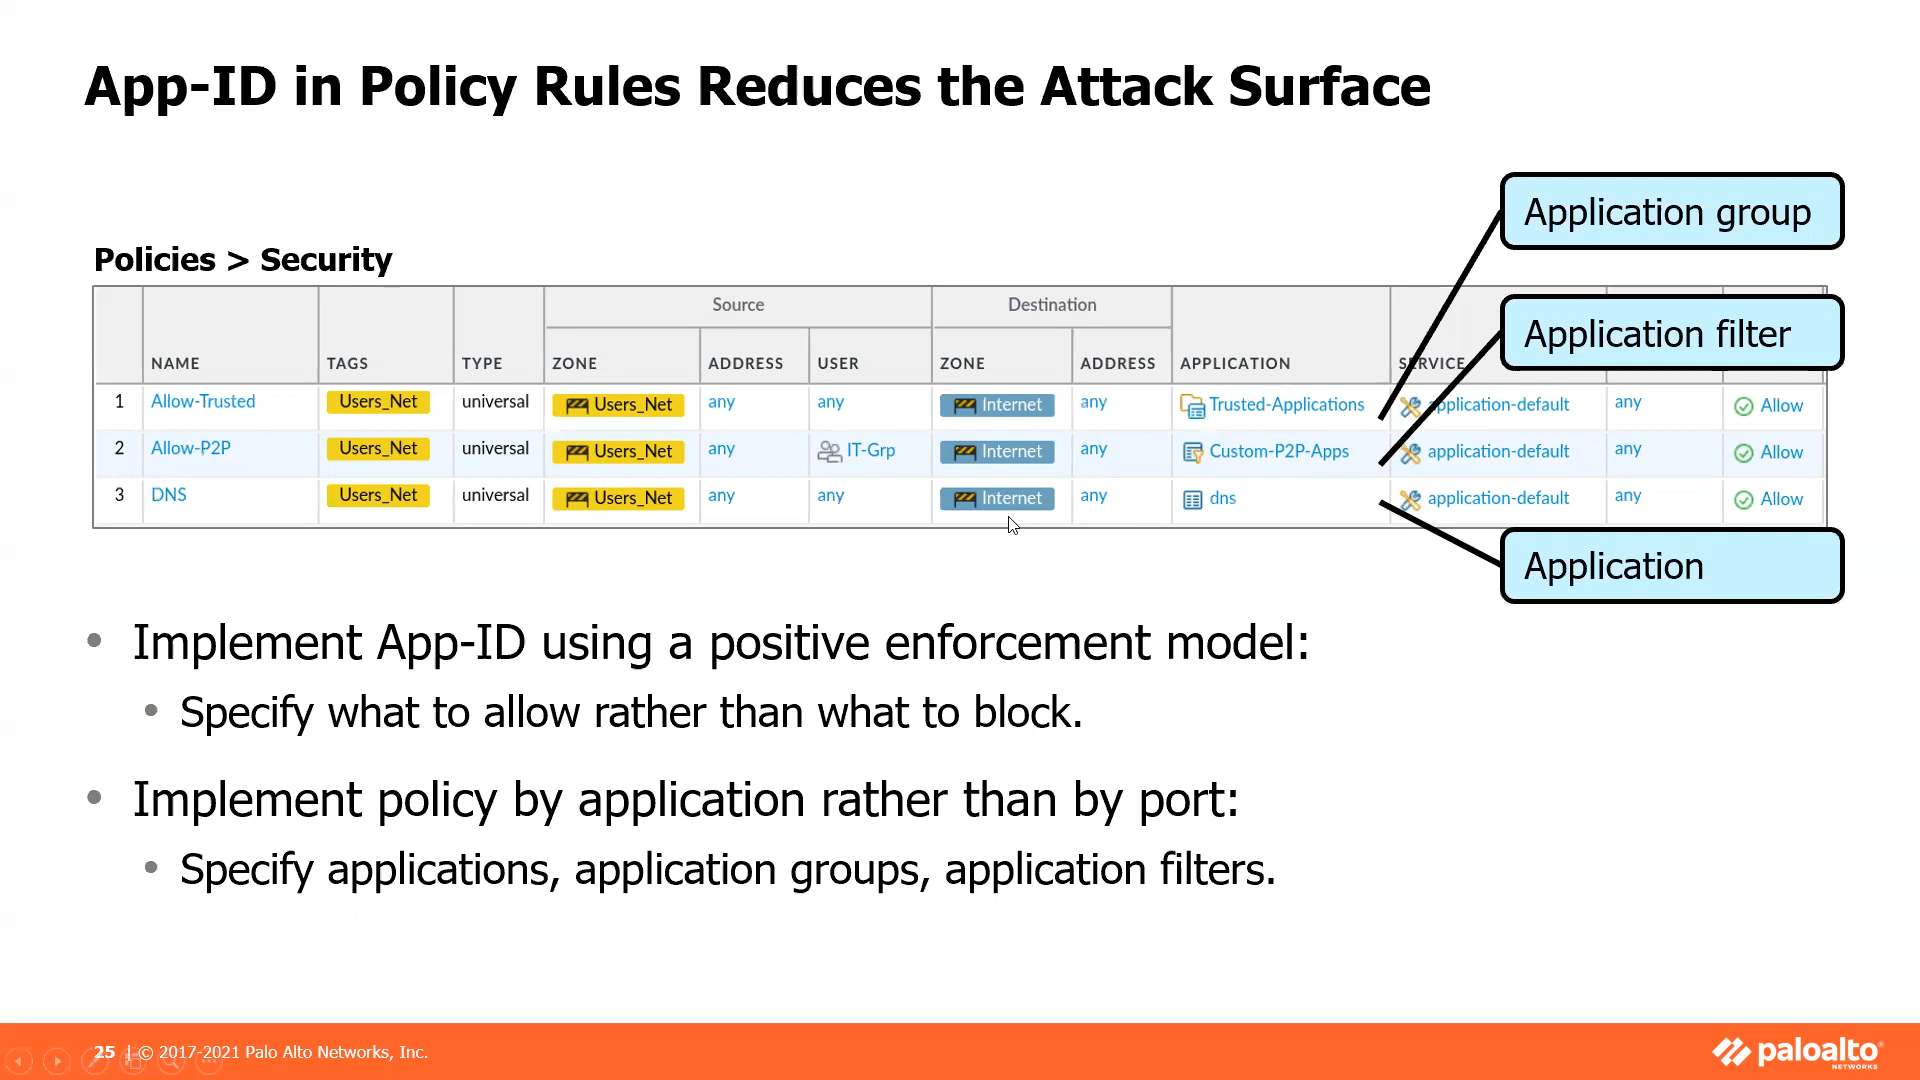 App-ID in Policy Rules Reduces the Attack Surface
Application group
Policies > Security
Application filter
Source Destination
NAME TAGS TYPE ZONE ADDRESS USER ZONE ADDRESS APPLICATION SERVICE
1 Allow-Trusted Users_Net universal Users_Net any any Internet any Trusted-Applications application-default any Allow
2 Allow-P2P Users_Net universal Users_Net any IT-Grp Internet any Custom-P2P-Apps application-default any Allow
3 DNS Users_Net universal Users_Net any any Internet any dns application-default any Allow
Application
• Implement App-ID using a positive enforcement model:
• Specify what to allow rather than what to block.
• Implement policy by application rather than by port:
• Specify applications, application groups, application filters.
25 | © 2017-2021 Palo Alto Networks, Inc.
paloalto®
NETWORKS